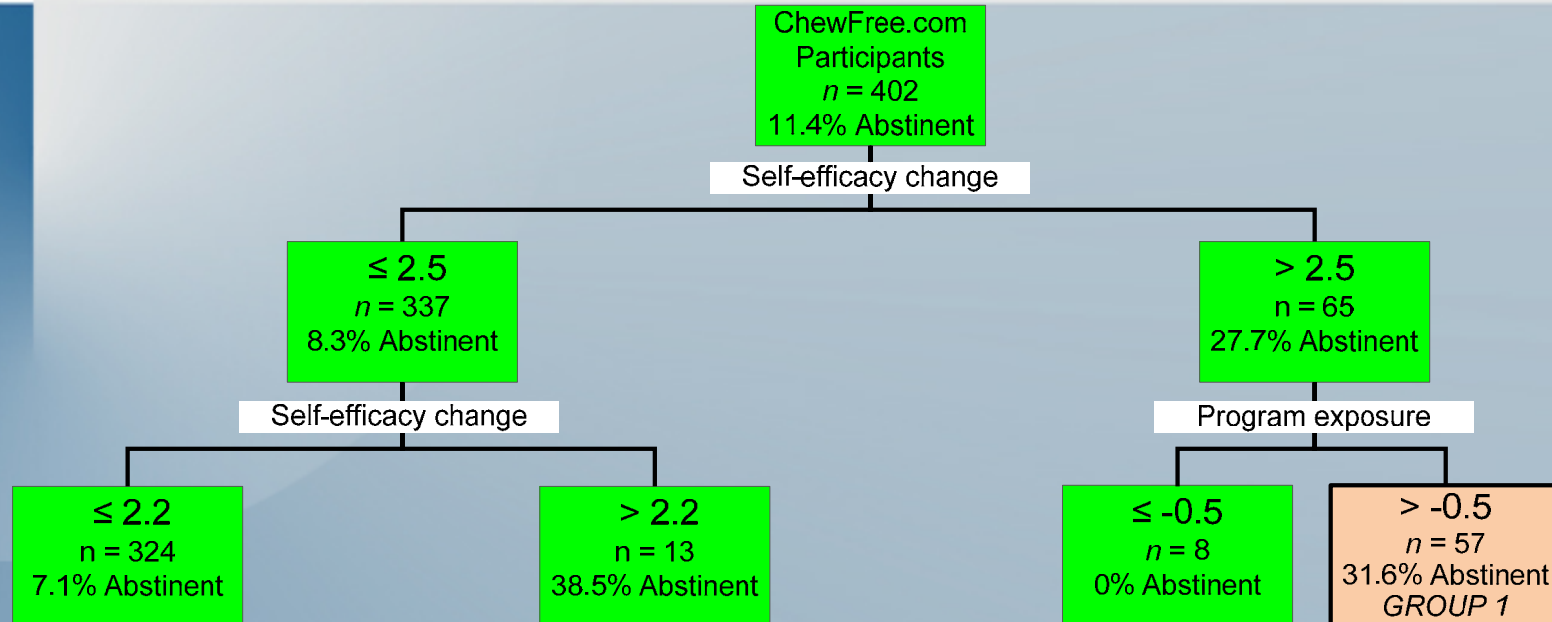 ChewFree.com
Participants
n = 402
11.4% Abstinent
Self-efficacy change
≤ 2.5
n = 337
8.3% Abstinent
> 2.5
n = 65
27.7% Abstinent
Self-efficacy change
Program exposure
≤ 2.2
n = 324
7.1% Abstinent
> 2.2
n = 13
38.5% Abstinent
≤ -0.5
n = 8
0% Abstinent
> -0.5
n = 57
31.6% Abstinent
GROUP 1